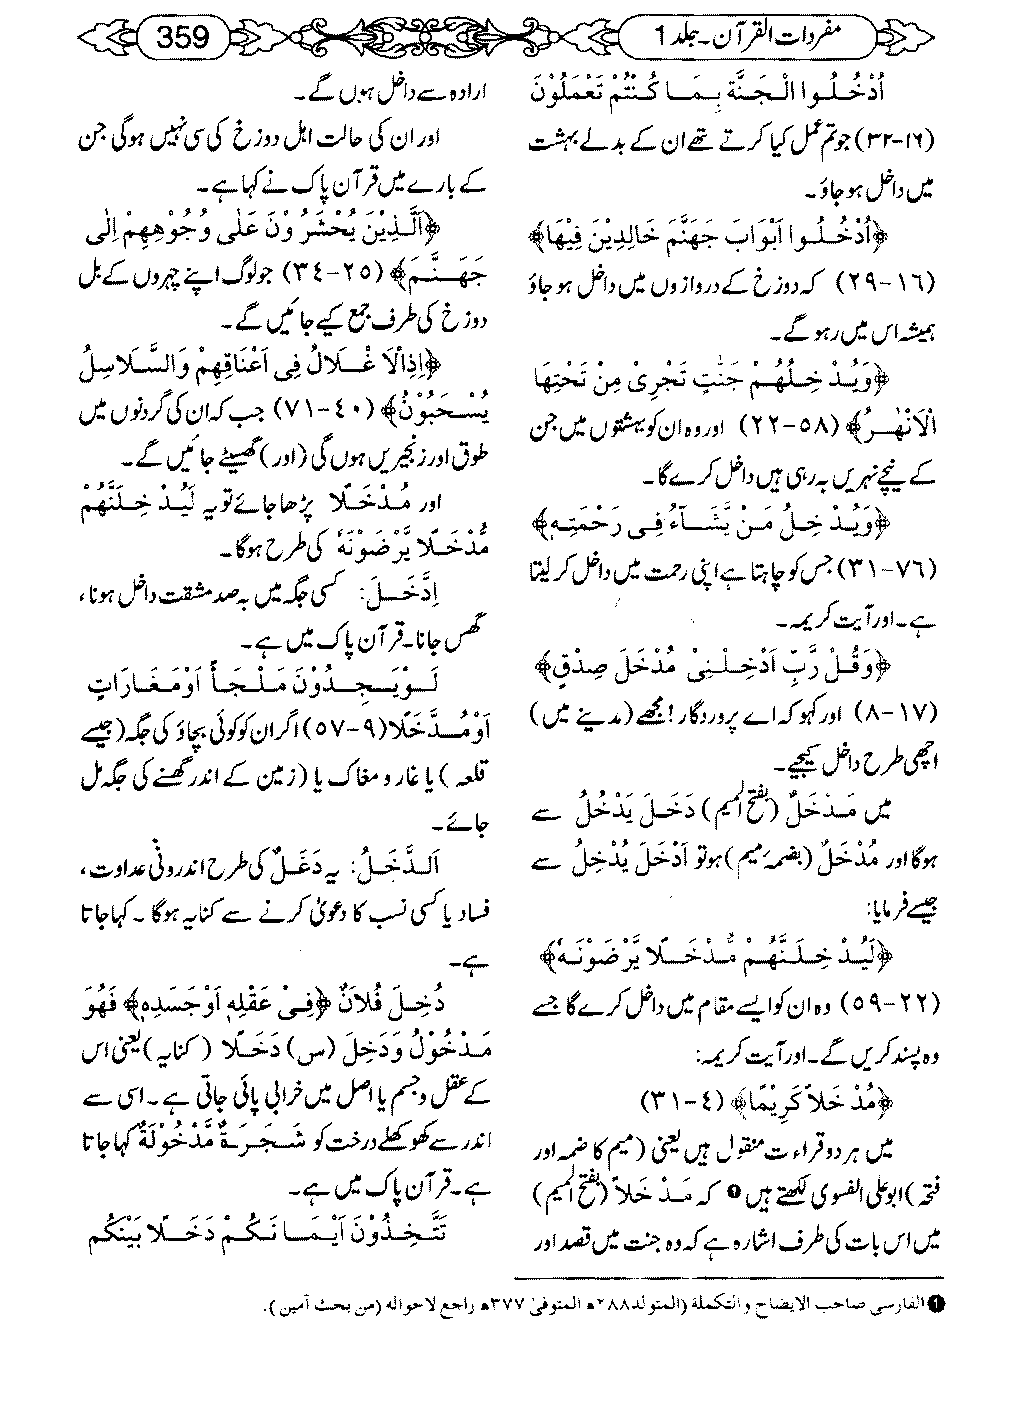 مفردات القرآن۔جلد 1
359
اُدْخُلُوا الْجَنَّةَ بِمَا كُنْتُمْ تَعْمَلُوْنَ
(۱٦-۳۲) جو تم عمل کیا کرتے تھے ان کے بدلے بہشت
میں داخل ہو جاؤ۔
﴿اُدْخُلُوا اَبْوَابَ جَهَنَّمَ خَالِدِيْنَ فِيْهَا﴾
(۱٦-۲۹) کہ دوزخ کے دروازوں میں داخل ہو جاؤ
ہمیشہ اس میں رہو گے۔
﴿وَيُدْخِلُهُمْ جَنّٰتٍ تَجْرِىْ مِنْ تَحْتِهَا
الْاَنْهٰرُ﴾ (۵۸-۲۲) اور وہ ان کو بہشتوں میں جن
کے نیچے نہریں بہ رہی ہیں داخل کرے گا۔
﴿وَيُدْخِلُ مَنْ يَّشَآءُ فِى رَحْمَتِهٖ﴾
(۷٦-۳۱) جس کو چاہتا ہے اپنی رحمت میں داخل کر لیتا
ہے۔ اور آیت کریمہ۔
﴿وَقُلْ رَّبِّ اَدْخِلْنِىْ مُدْخَلَ صِدْقٍ﴾
(۱۷-۸) اور کہو کہ اے پروردگار! مجھے (مدینے میں)
اچھی طرح داخل کیجیے۔
میں مَدْخَلٌ (بفتح المیم) دَخَلَ يَدْخُلُ سے
ہوگا اور مُدْخَلٌ (بضمہ میم) ہو تو اَدْخَلَ يُدْخِلُ سے
جیسے فرمایا:
﴿لَيُدْخِلَنَّهُمْ مُّدْخَلًا يَّرْضَوْنَهٗ﴾
(۲۲-۵۹) وہ ان کو ایسے مقام میں داخل کرے گا جسے
وہ پسند کریں گے۔ اور آیت کریمہ:
﴿مُدْخَلًا كَرِيْمًا﴾ (٤-۳۱)
میں ہر دو قراءت منقول ہیں یعنی (میم کا ضمہ اور
فتحہ) ابو علی الفسوی لکھتے ہیں ❶ کہ مَدْخَلًا (بفتح المیم)
میں اس بات کی طرف اشارہ ہے کہ وہ جنت میں قصد اور
ارادہ سے داخل ہوں گے۔
اور ان کی حالت اہل دوزخ کی سی نہیں ہوگی جن
کے بارے میں قرآن پاک نے کہا ہے۔
﴿اَلَّذِيْنَ يُحْشَرُوْنَ عَلٰى وُجُوْهِهِمْ اِلٰى
جَهَنَّمَ﴾ (۲۵-۳٤) جو لوگ اپنے چہروں کے بل
دوزخ کی طرف جمع کیے جائیں گے۔
﴿اِذِالْاَغْلَالُ فِى اَعْنَاقِهِمْ وَالسَّلَاسِلُ
يُسْحَبُوْنَ﴾ (٤۰-۷۱) جب کہ ان کی گردنوں میں
طوق اور زنجیریں ہوں گی (اور) گھسیٹے جائیں گے۔
اور مُدْخَلًا پڑھا جائے تو یہ لَيُدْخِلَنَّهُمْ
مُّدْخَلًا يَّرْضَوْنَهٗ کی طرح ہوگا۔
اِدَّخَلَ: کسی جگہ میں بہ صد مشقت داخل ہونا،
گھس جانا۔ قرآن پاک میں ہے۔
لَوْيَجِدُوْنَ مَلْجَأً اَوْمَغَارَاتٍ
اَوْمُدَّخَلًا (۹-۵۷) اگر ان کو کوئی بچاؤ کی جگہ (جیسے
قلعہ) یا غار و مغاک یا (زمین کے اندر گھنے کی جگہ مل
جائے۔
اَلدَّخَلُ: یہ دَغَلٌ کی طرح اندرونی عداوت،
فساد یا کسی نسب کا دعویٰ کرنے سے کنایہ ہوگا۔ کہا جاتا
ہے۔
دُخِلَ فُلَانٌ ﴿فِىْ عَقْلِهٖ اَوْجَسَدِهٖ﴾ فَهُوَ
مَدْخُوْلٌ وَدَخِلَ (س) دَخَلًا (کنایہ) یعنی اس
کے عقل و جسم یا اصل میں خرابی پائی جاتی ہے۔ اسی سے
اندر سے کھوکھلے درخت کو شَجَرَةٌ مَّدْخُوْلَةٌ کہا جاتا
ہے۔ قرآن پاک میں ہے۔
تَتَّخِذُوْنَ اَيْمَانَكُمْ دَخَلًا بَيْنَكُمْ
❶ الفارسی صاحب الایضاح والتکملة (المتولد ۲۸۸ھ المتوفیٰ ۳۷۷ھ راجع لاحوالہ (من بحث آمین)۔